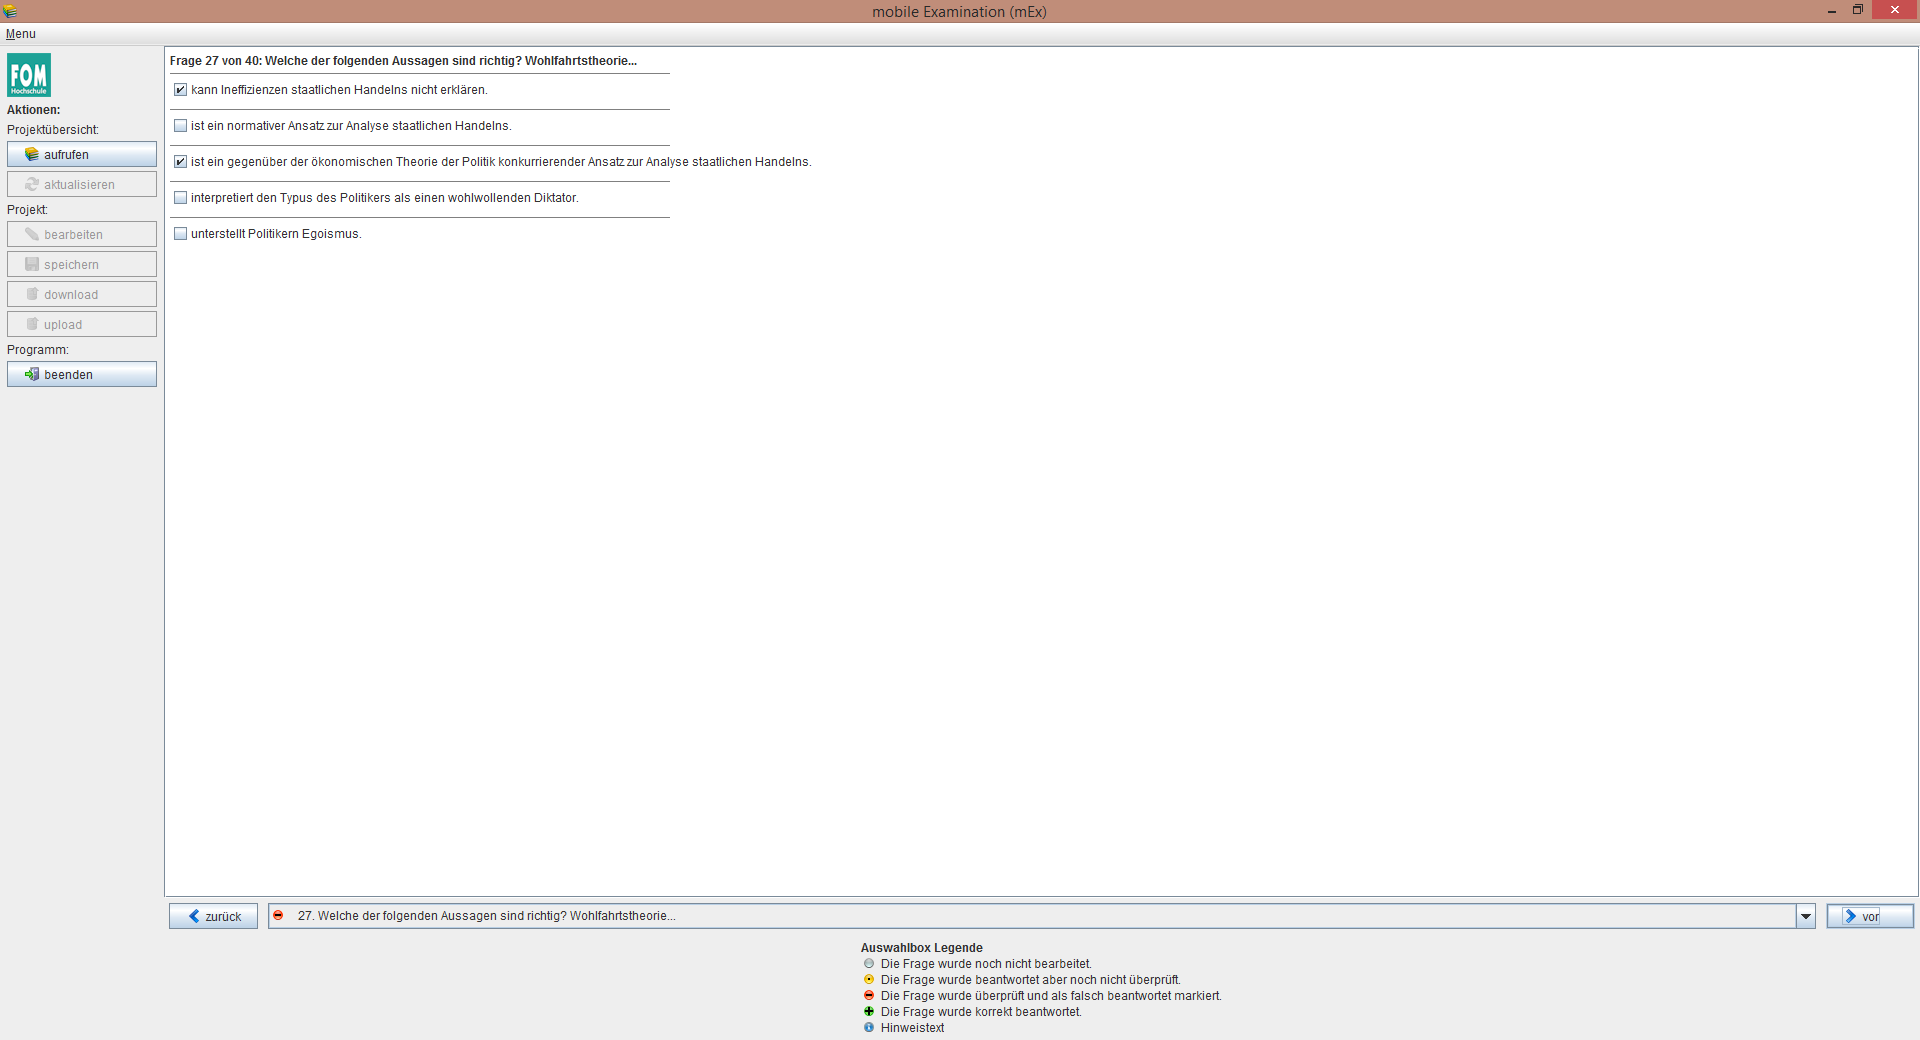 mobile Examination (mEx)
Menu
FOM
Hochschule
Aktionen:
Projektübersicht:
aufrufen
aktualisieren
Projekt:
bearbeiten
speichern
download
upload
Programm:
beenden
Frage 27 von 40: Welche der folgenden Aussagen sind richtig? Wohlfahrtstheorie...
kann Ineffizienzen staatlichen Handelns nicht erklären.
ist ein normativer Ansatz zur Analyse staatlichen Handelns.
ist ein gegenüber der ökonomischen Theorie der Politik konkurrierender Ansatz zur Analyse staatlichen Handelns.
interpretiert den Typus des Politikers als einen wohlwollenden Diktator.
unterstellt Politikern Egoismus.
zurück
27. Welche der folgenden Aussagen sind richtig? Wohlfahrtstheorie...
vor
Auswahlbox Legende
Die Frage wurde noch nicht bearbeitet.
Die Frage wurde beantwortet aber noch nicht überprüft.
Die Frage wurde überprüft und als falsch beantwortet markiert.
Die Frage wurde korrekt beantwortet.
Hinweistext